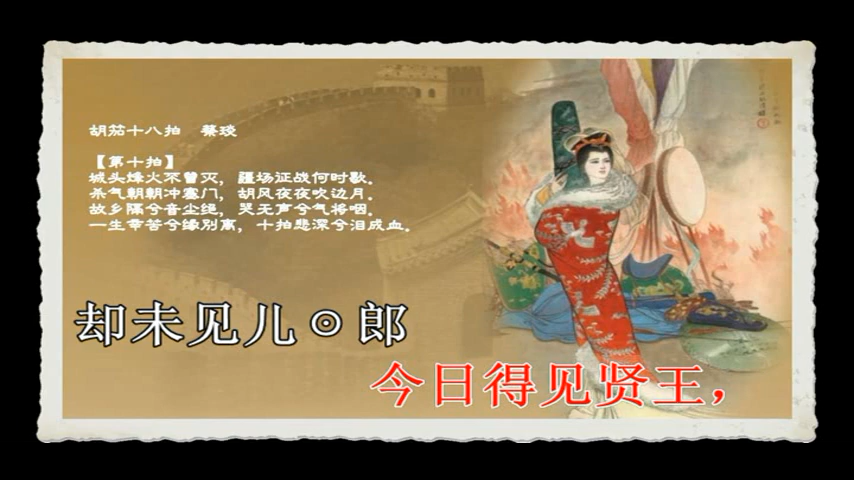 胡笳十八拍 蔡琰
【第十拍】
城头烽火不曾灭，疆场征战何时歇。
杀气朝朝冲塞门，胡风夜夜吹边月。
故乡隔兮音尘绝，哭无声兮气将咽。
一生辛苦兮缘别离，十拍悲深兮泪成血。
却未见儿⊙郎
今日得见贤王，